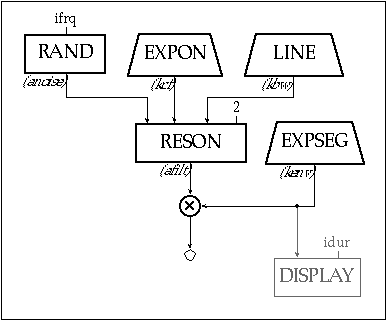 ifrq
RAND EXPON LINE
(anoise) (kcf) (kbw)
2
RESON EXPSEG
(afilt) (kenv)
idur
DISPLAY